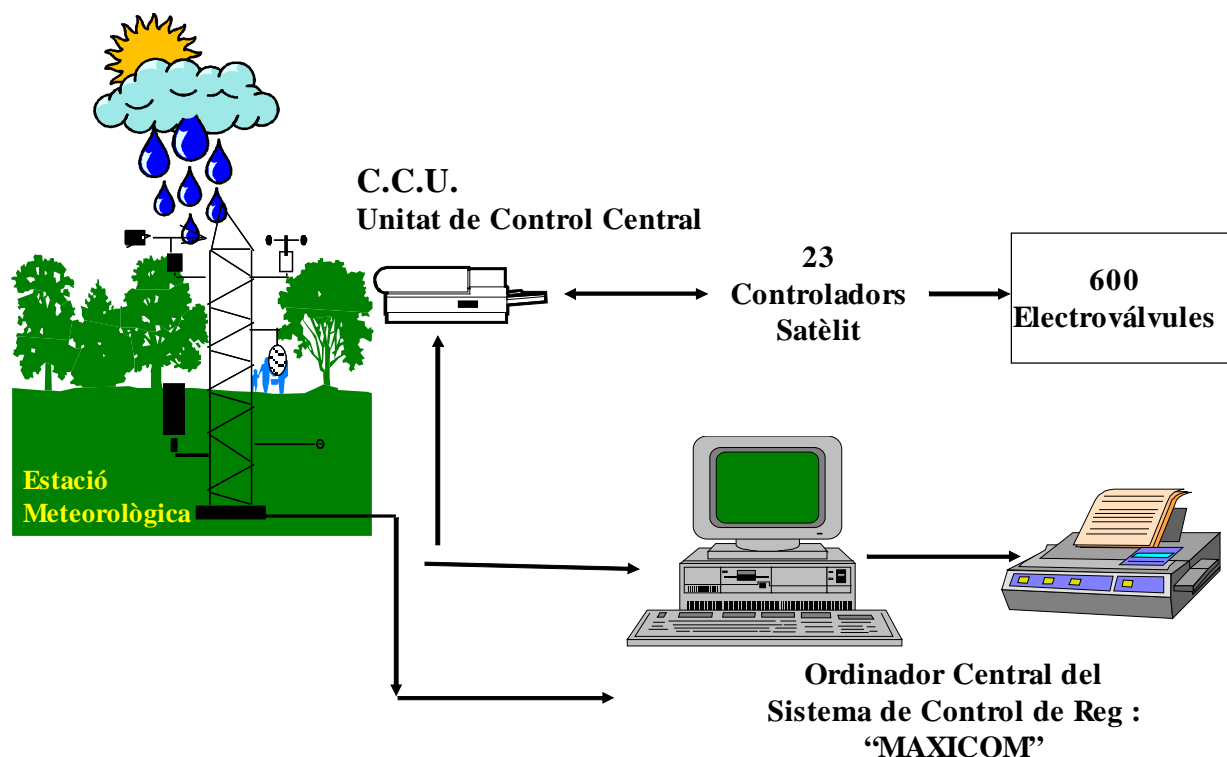 C.C.U.
Unitat de Control Central
23
Controladors
Satèlit
600
Electroválvules
Estació
Meteorològica
Ordinador Central del
Sistema de Control de Reg :
“MAXICOM”